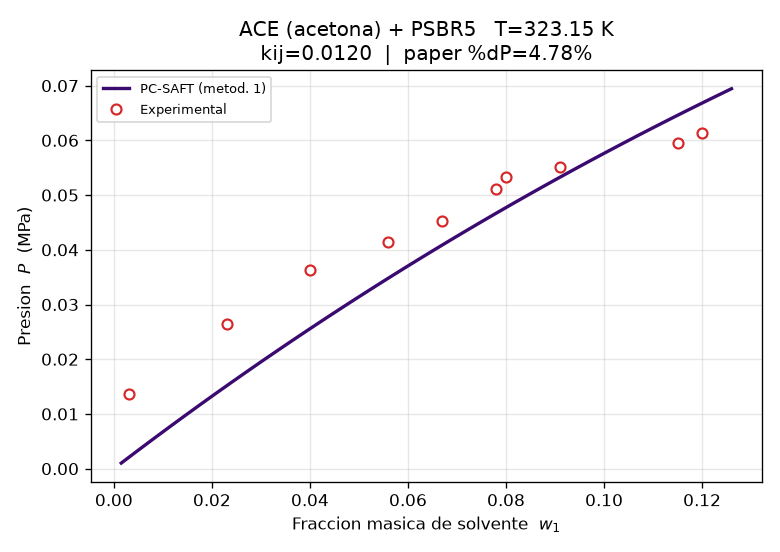 ACE (acetona) + PSBR5   T=323.15 K
kij=0.0120  |  paper %dP=4.78%
PC-SAFT (metod. 1)
Experimental
0.07
0.06
0.05
0.04
0.03
0.02
0.01
0.00
Presion P (MPa)
0.00 0.02 0.04 0.06 0.08 0.10 0.12
Fraccion masica de solvente w₁